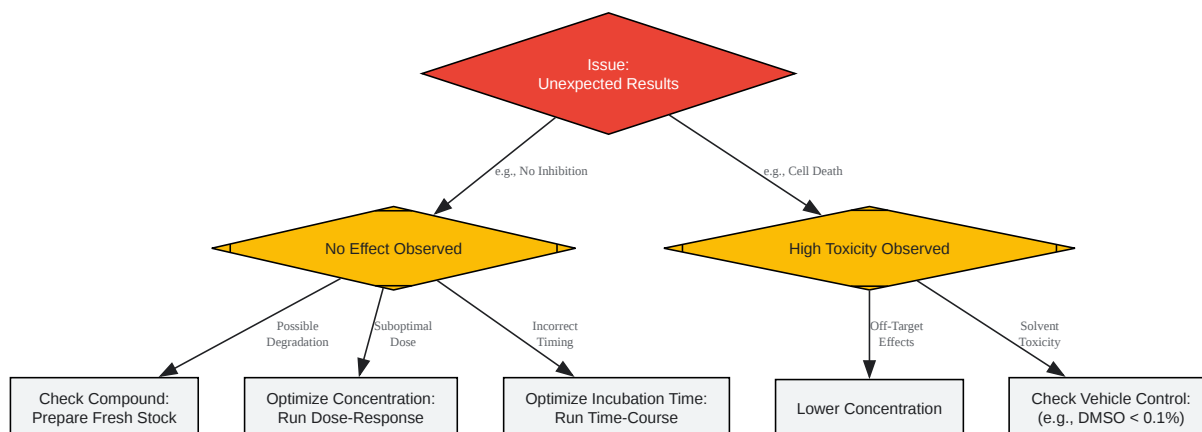 Issue:
Unexpected Results
e.g., No Inhibition
e.g., Cell Death
No Effect Observed
High Toxicity Observed
Possible
Degradation
Suboptimal
Dose
Incorrect
Timing
Off-Target
Effects
Solvent
Toxicity
Check Compound:
Prepare Fresh Stock
Optimize Concentration:
Run Dose-Response
Optimize Incubation Time:
Run Time-Course
Lower Concentration
Check Vehicle Control:
(e.g., DMSO < 0.1%)